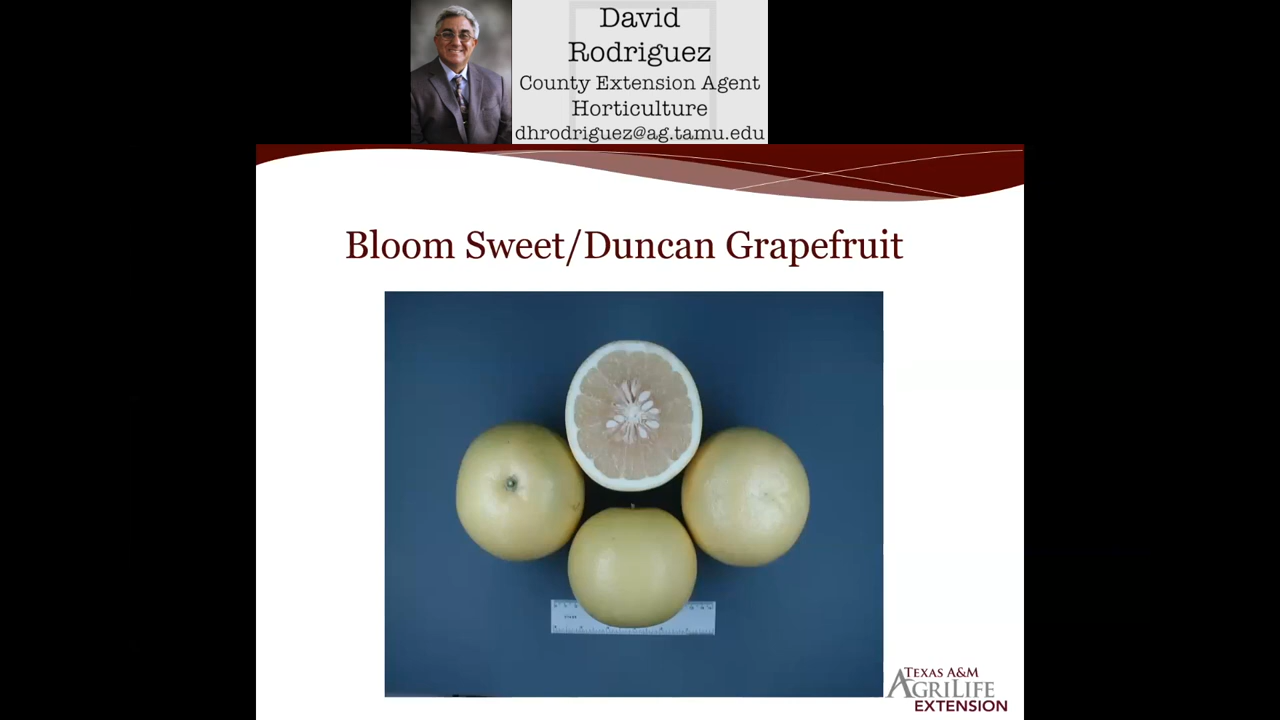 David
Rodriguez
County Extension Agent
Horticulture
dhrodriguez@ag.tamu.edu
Bloom Sweet/Duncan Grapefruit
TEXAS A&M
AGRILIFE
EXTENSION